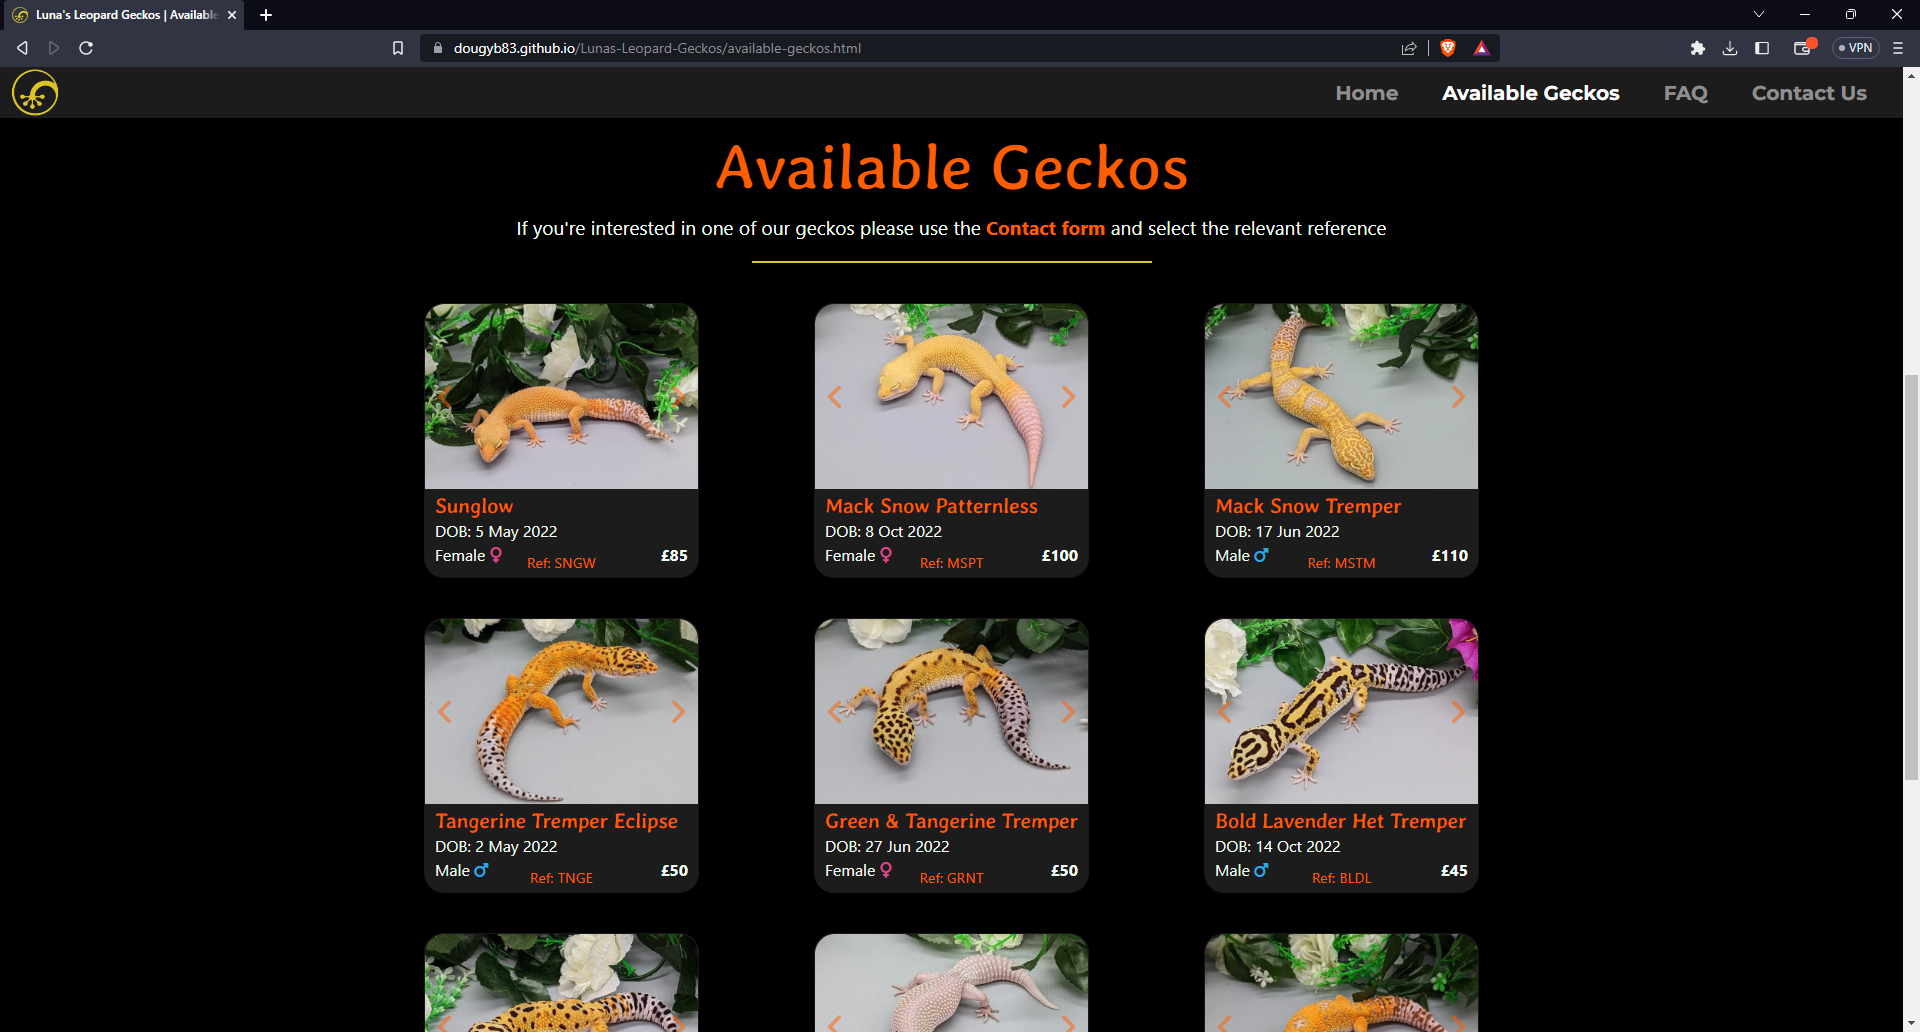 Luna's Leopard Geckos | Available
dougyb83.github.io/Lunas-Leopard-Geckos/available-geckos.html
VPN
Home Available Geckos FAQ Contact Us
Available Geckos
If you're interested in one of our geckos please use the Contact form and select the relevant reference
Sunglow
DOB: 5 May 2022
Female ♀ Ref: SNGW £85
Mack Snow Patternless
DOB: 8 Oct 2022
Female ♀ Ref: MSPT £100
Mack Snow Tremper
DOB: 17 Jun 2022
Male ♂ Ref: MSTM £110
Tangerine Tremper Eclipse
DOB: 2 May 2022
Male ♂ Ref: TNGE £50
Green & Tangerine Tremper
DOB: 27 Jun 2022
Female ♀ Ref: GRNT £50
Bold Lavender Het Tremper
DOB: 14 Oct 2022
Male ♂ Ref: BLDL £45